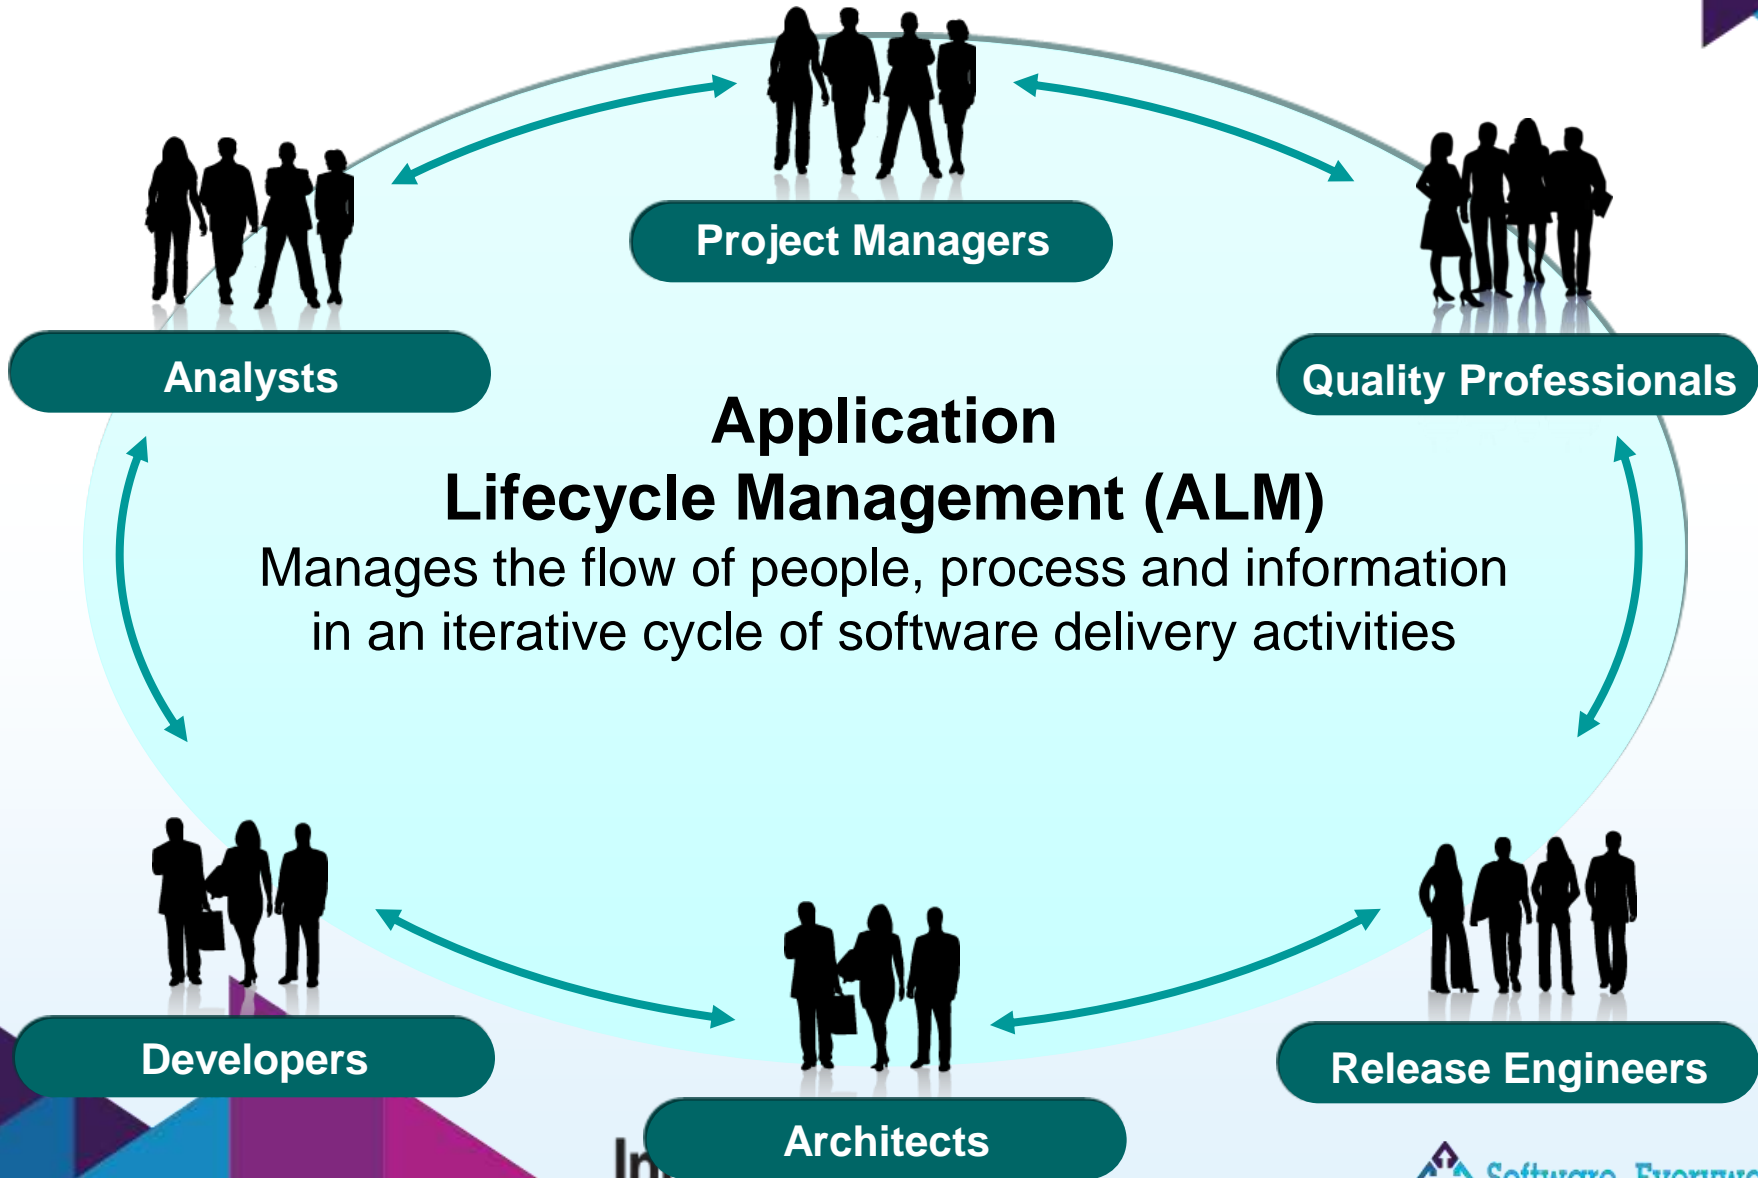 Project Managers
Analysts
Quality Professionals
Application
Lifecycle Management (ALM)
Manages the flow of people, process and information
in an iterative cycle of software delivery activities
Developers
Release Engineers
Architects
Software